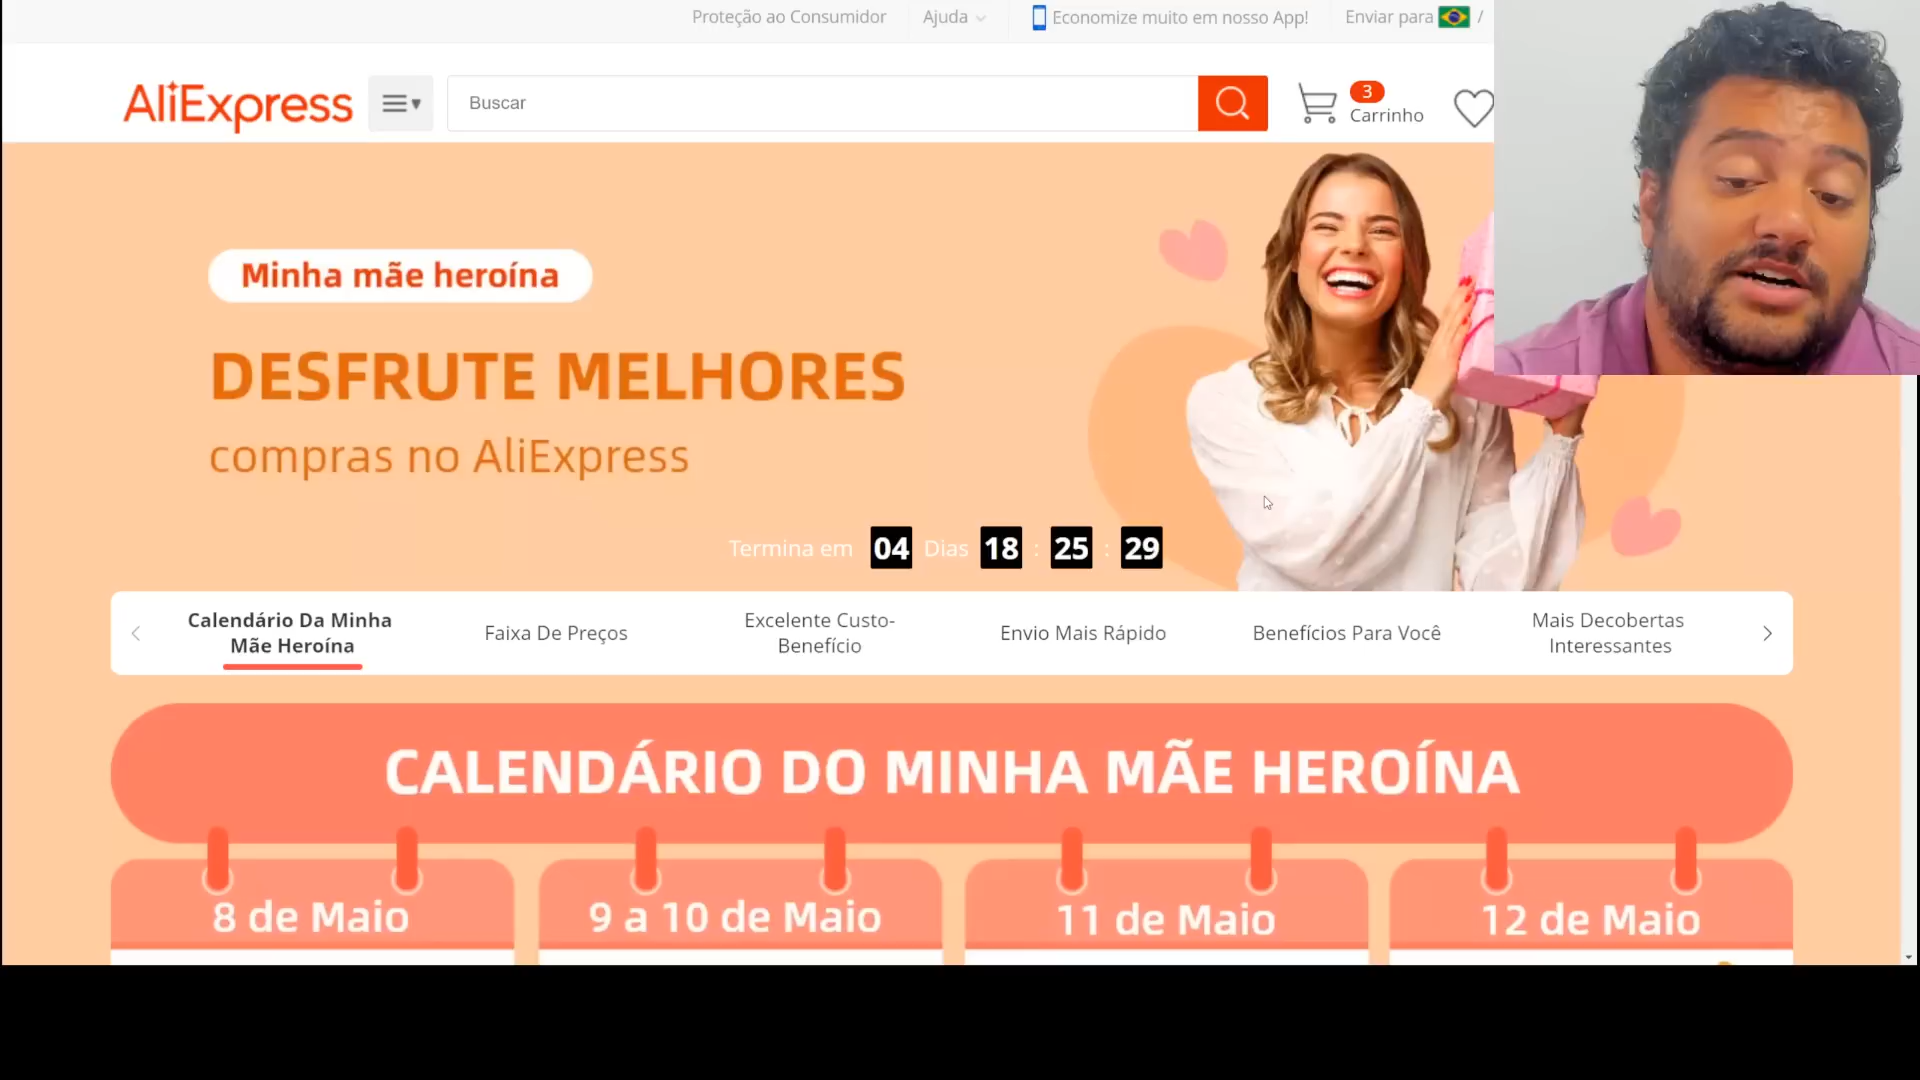 Proteção ao Consumidor
Ajuda
Economize muito em nosso App!
Enviar para
/
AliExpress
Buscar
3
Carrinho
Minha mãe heroína
DESFRUTE MELHORES
compras no AliExpress
Termina em 04 Dias 18 : 25 : 29
Calendário Da Minha
Mãe Heroína
Faixa De Preços
Excelente Custo-
Benefício
Envio Mais Rápido
Benefícios Para Você
Mais Decobertas
Interessantes
CALENDÁRIO DO MINHA MÃE HEROÍNA
8 de Maio
9 a 10 de Maio
11 de Maio
12 de Maio